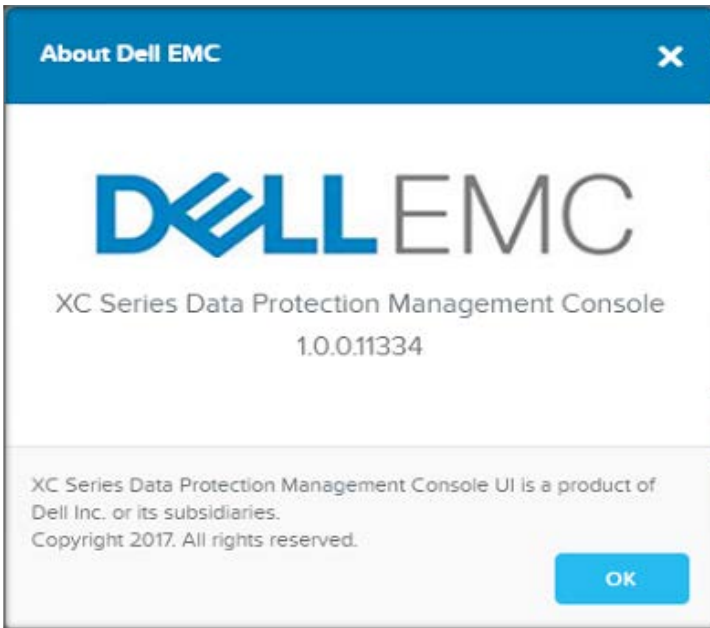 About Dell EMC
DELLEMC
XC Series Data Protection Management Console
1.0.0.11334
XC Series Data Protection Management Console UI is a product of
Dell Inc. or its subsidiaries.
Copyright 2017. All rights reserved.
OK